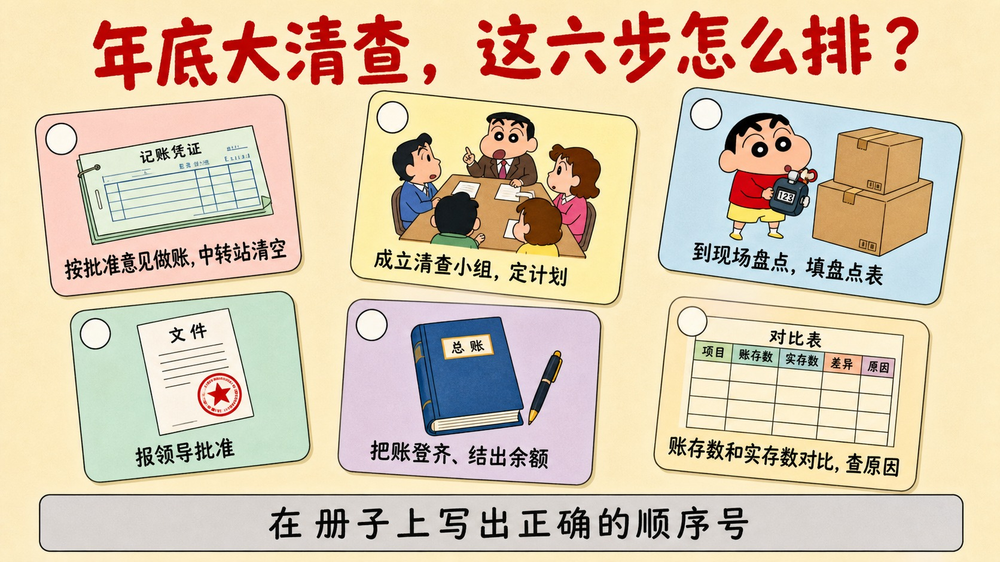 年底大清查，这六步怎么排？
记账凭证
按批准意见做账，中转站清空
成立清查小组，定计划
123
到现场盘点，填盘点表
文件
报领导批准
总账
把账登齐、结出余额
对比表
项目 账存数 实存数 差异 原因
账存数和实存数对比，查原因
在册子上写出正确的顺序号